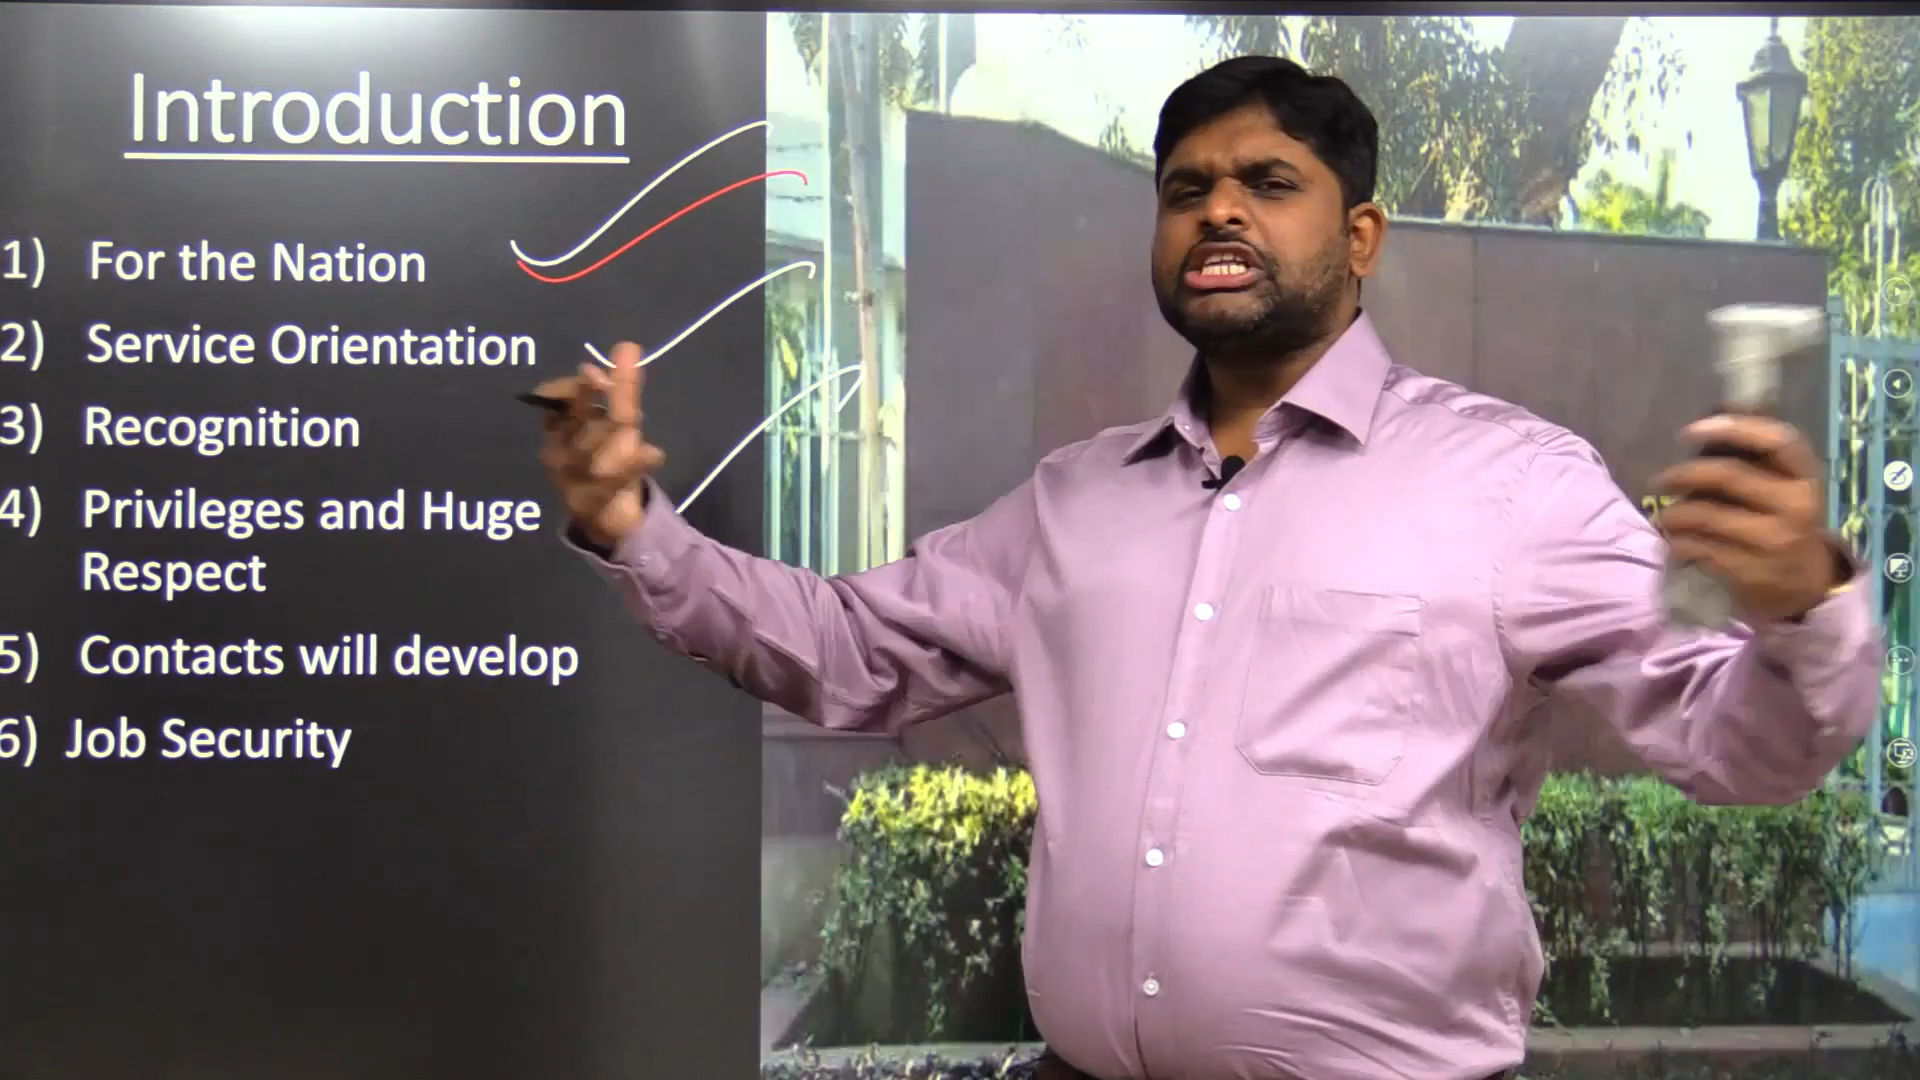 Introduction
1) For the Nation
2) Service Orientation
3) Recognition
4) Privileges and Huge
Respect
5) Contacts will develop
6) Job Security